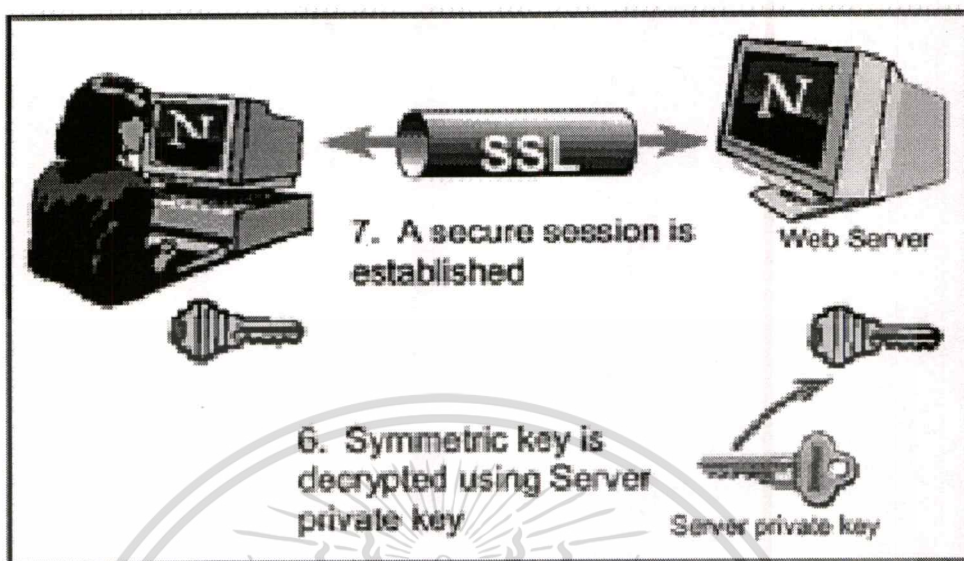 N
SSL
N
7. A secure session is
established
Web Server
6. Symmetric key is
decrypted using Server
private key
Server private key